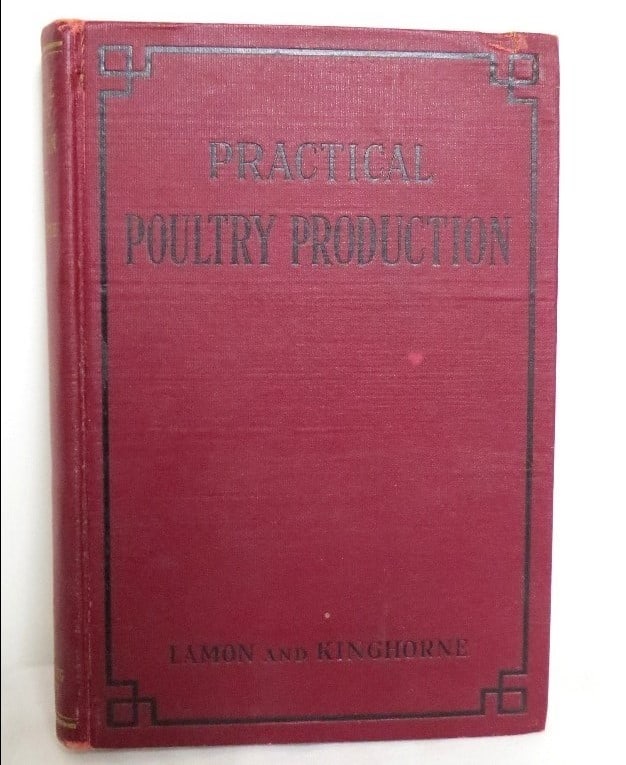 PRACTICAL
POULTRY PRODUCTION
LAMON AND KINGHORNE